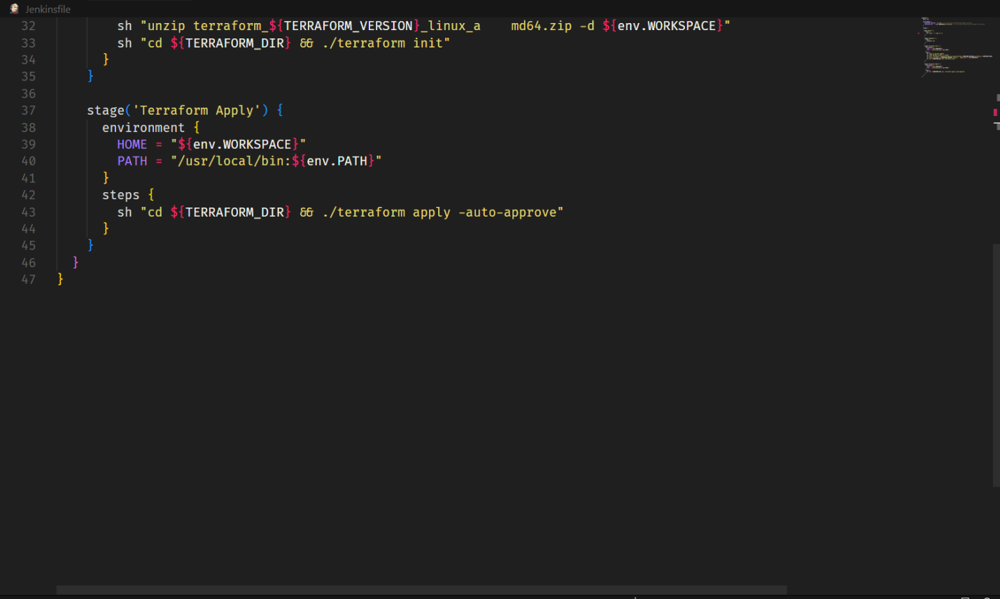 Jenkinsfile
32 sh "unzip terraform_${TERRAFORM_VERSION}_linux_a    md64.zip -d ${env.WORKSPACE}"
33 sh "cd ${TERRAFORM_DIR} && ./terraform init"
34 }
35 }
36
37 stage('Terraform Apply') {
38 environment {
39 HOME = "${env.WORKSPACE}"
40 PATH = "/usr/local/bin:${env.PATH}"
41 }
42 steps {
43 sh "cd ${TERRAFORM_DIR} && ./terraform apply -auto-approve"
44 }
45 }
46 }
47 }